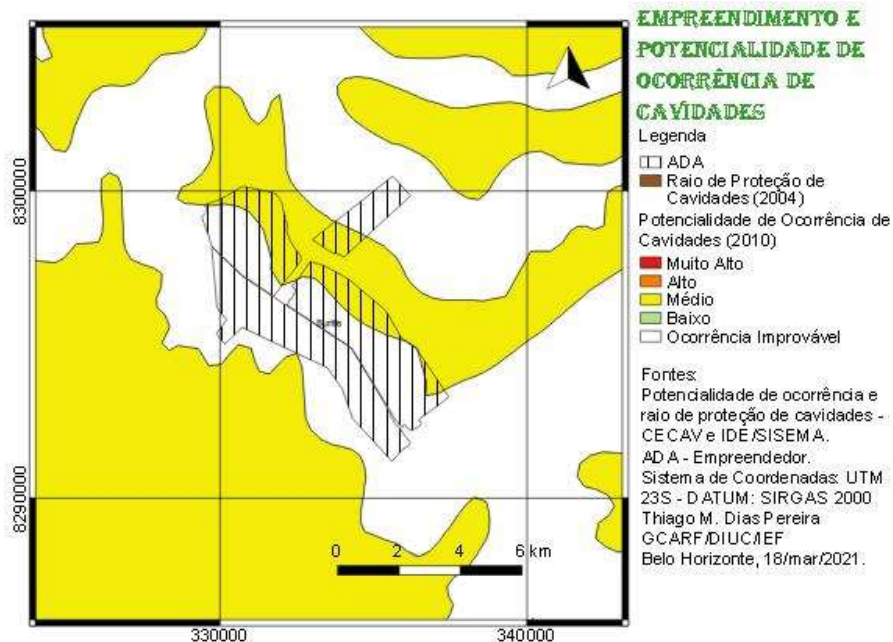 EMPREENDIMENTO E
POTENCIALIDADE DE
OCORRÊNCIA DE
CAVIDADES
Legenda
ADA
Raio de Proteção de
Cavidades (2004)
Potencialidade de Ocorrência de
Cavidades (2010)
Muito Alto
Alto
Médio
Baixo
Ocorrência Improvável
Fontes:
Potencialidade de ocorrência e
raio de proteção de cavidades -
CECAV e IDE/SISEMA.
ADA - Empreendedor.
Sistema de Coordenadas: UTM
23S - DATUM: SIRGAS 2000
Thiago M. Dias Pereira
GCARF/DIUC/IEF
Belo Horizonte, 18/mar/2021.
8300000
8290000
0 2 4 6 km
330000 340000